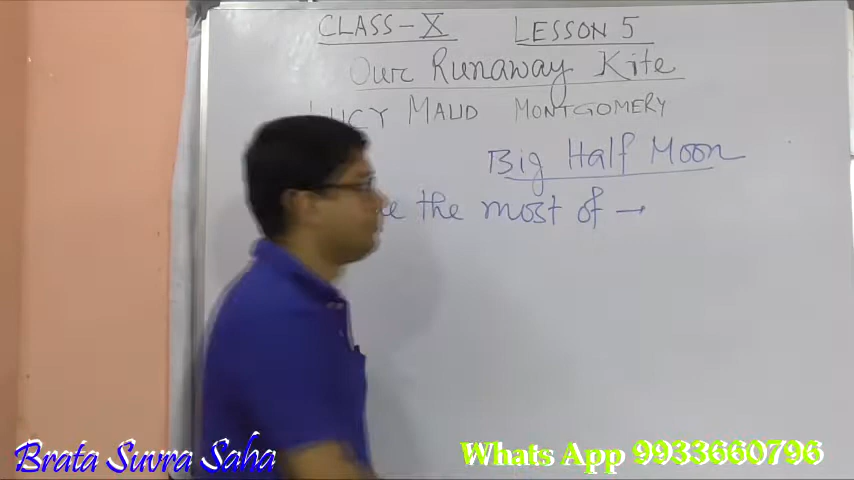 CLASS-X LESSON 5
Our Runaway Kite
LUCY MAUD MONTGOMERY
Big Half Moon
the most of →
Brata Suvra Saha
Whats App 9933660796